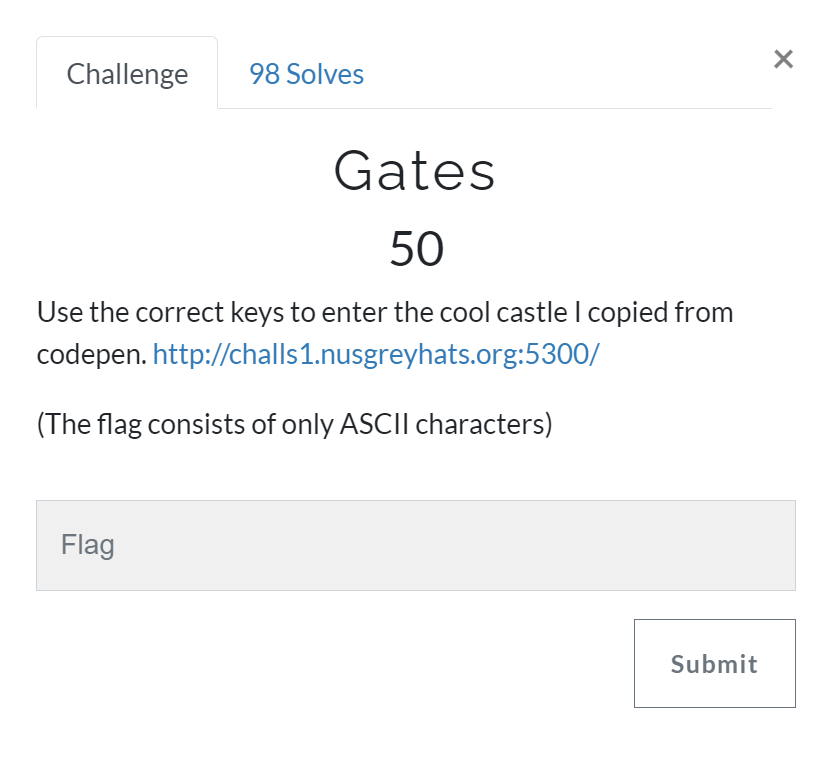 Challenge
98 Solves
×
Gates
50
Use the correct keys to enter the cool castle I copied from
codepen. http://challs1.nusgreyhats.org:5300/
(The flag consists of only ASCII characters)
Flag
Submit